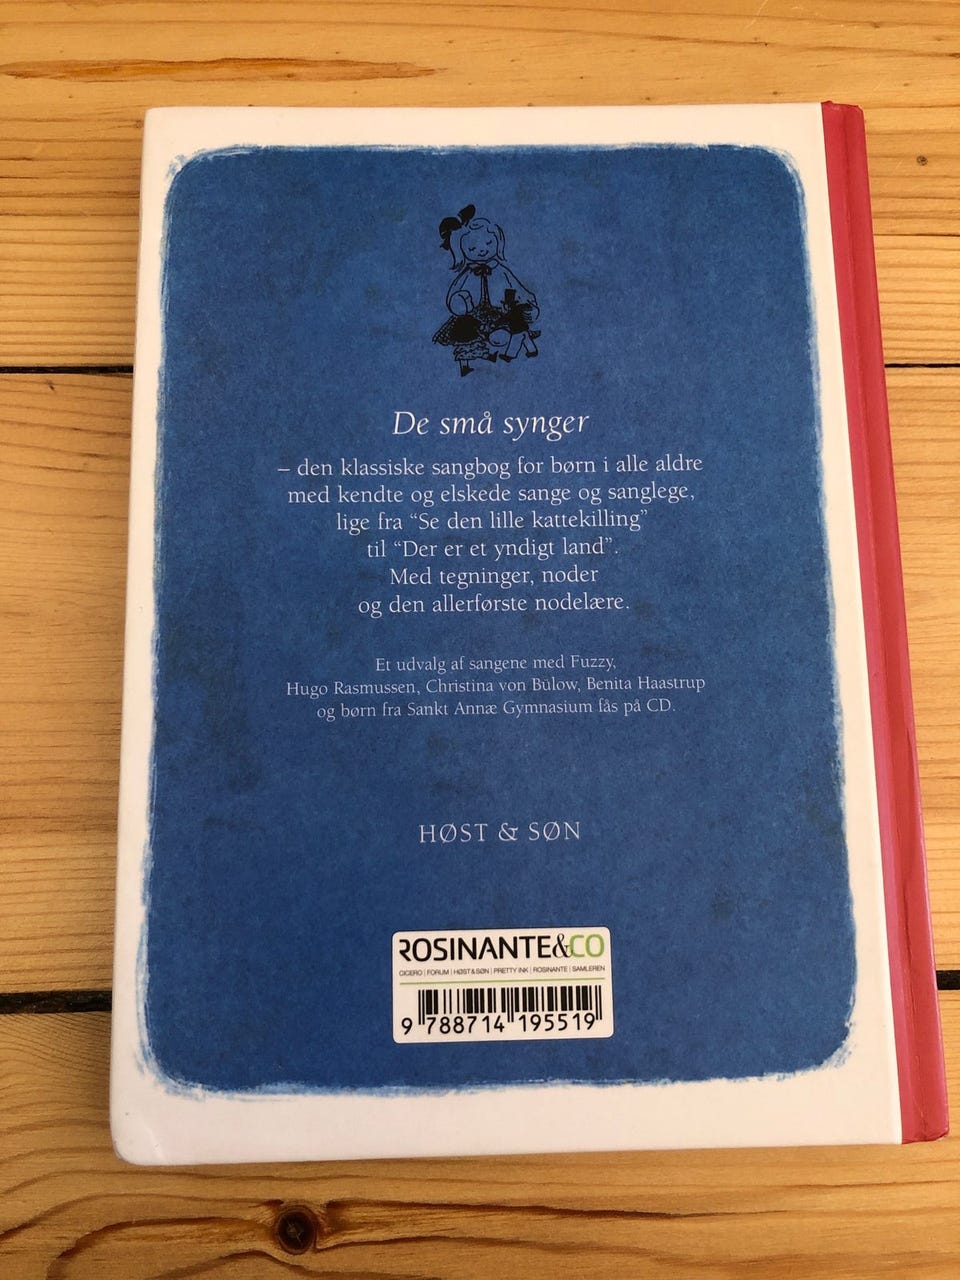 De små synger
– den klassiske sangbog for børn i alle aldre
med kendte og elskede sange og sanglege,
lige fra “Se den lille kattekilling”
til “Der er et yndigt land”.
Med tegninger, noder
og den allerførste nodelære.
Et udvalg af sangene med Fuzzy,
Hugo Rasmussen, Christina von Bülow, Benita Haastrup
og børn fra Sankt Annæ Gymnasium fås på CD.
HØST & SØN
ROSINANTE&CO
CICERO | FORUM | HØST&SØN | PRETTY INK | ROSINANTE | SAMLEREN
9 788714 195519